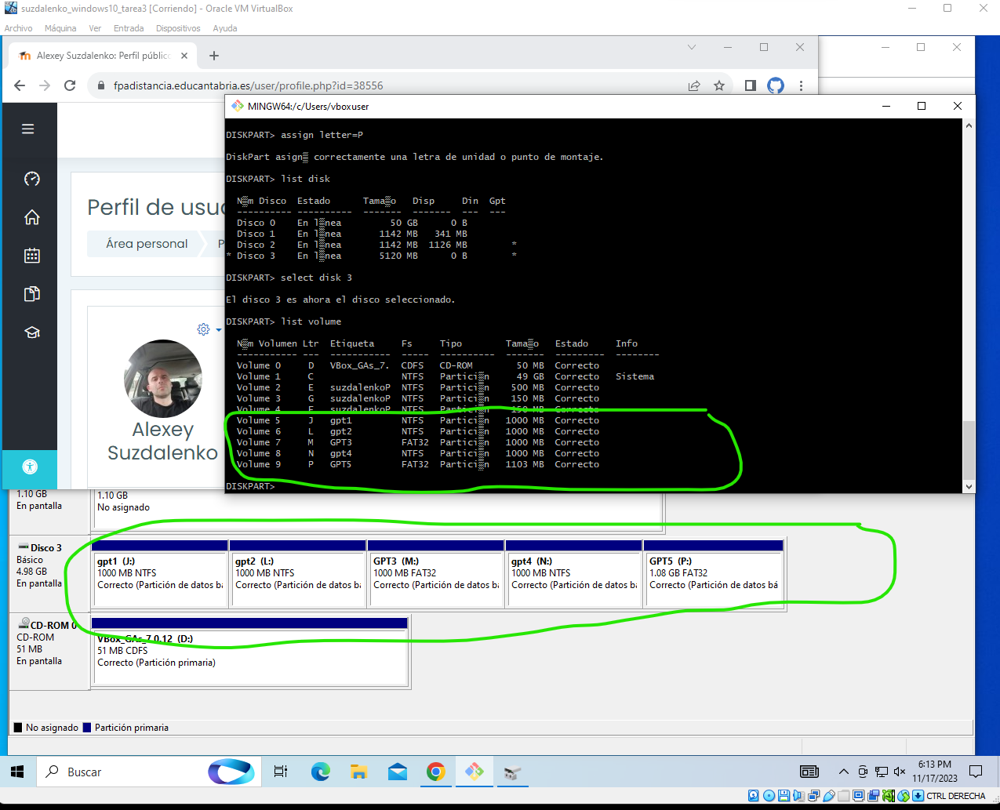 suzdalenko_windows10_tarea3 [Corriendo] - Oracle VM VirtualBox
Archivo Máquina Ver Entrada Dispositivos Ayuda
Alexey Suzdalenko: Perfil públic
fpadistancia.educantabria.es/user/profile.php?id=38556
MINGW64:/c/Users/vboxuser
Perfil de usu
Área personal P
Alexey
Suzdalenko
DISKPART> assign letter=P
DiskPart asign correctamente una letra de unidad o punto de montaje.
DISKPART> list disk
N▒m Disco Estado Tama▒o Disp Din Gpt
---------- ---------- ------- ------- --- ---
Disco 0 En l▒nea 50 GB 0 B
Disco 1 En l▒nea 1142 MB 341 MB
Disco 2 En l▒nea 1142 MB 1126 MB *
* Disco 3 En l▒nea 5120 MB 0 B *
DISKPART> select disk 3
El disco 3 es ahora el disco seleccionado.
DISKPART> list volume
N▒m Volumen Ltr Etiqueta Fs Tipo Tama▒o Estado Info
----------- --- ----------- ----- ---------- ------- --------- --------
Volume 0 D VBox_GAs_7. CDFS CD-ROM 50 MB Correcto
Volume 1 C NTFS Partici▒n 49 GB Correcto Sistema
Volume 2 E suzdalenkoP NTFS Partici▒n 500 MB Correcto
Volume 3 G suzdalenkoP NTFS Partici▒n 150 MB Correcto
Volume 4 F suzdalenkoP NTFS Partici▒n 150 MB Correcto
Volume 5 J gpt1 NTFS Partici▒n 1000 MB Correcto
Volume 6 L gpt2 NTFS Partici▒n 1000 MB Correcto
Volume 7 M GPT3 FAT32 Partici▒n 1000 MB Correcto
Volume 8 N gpt4 NTFS Partici▒n 1000 MB Correcto
Volume 9 P GPT5 FAT32 Partici▒n 1103 MB Correcto
DISKPART>
1.10 GB
En pantalla
1.10 GB
No asignado
Disco 3
Básico
4.98 GB
En pantalla
gpt1 (J:)
1000 MB NTFS
Correcto (Partición de datos bá
gpt2 (L:)
1000 MB NTFS
Correcto (Partición de datos bá
GPT3 (M:)
1000 MB FAT32
Correcto (Partición de datos bá
gpt4 (N:)
1000 MB NTFS
Correcto (Partición de datos bá
GPT5 (P:)
1.08 GB FAT32
Correcto (Partición de datos bá
CD-ROM 0
CD-ROM
51 MB
En pantalla
VBox_GAs_7.0.12 (D:)
51 MB CDFS
Correcto (Partición primaria)
No asignado Partición primaria
Buscar
6:13 PM
11/17/2023
CTRL DERECHA